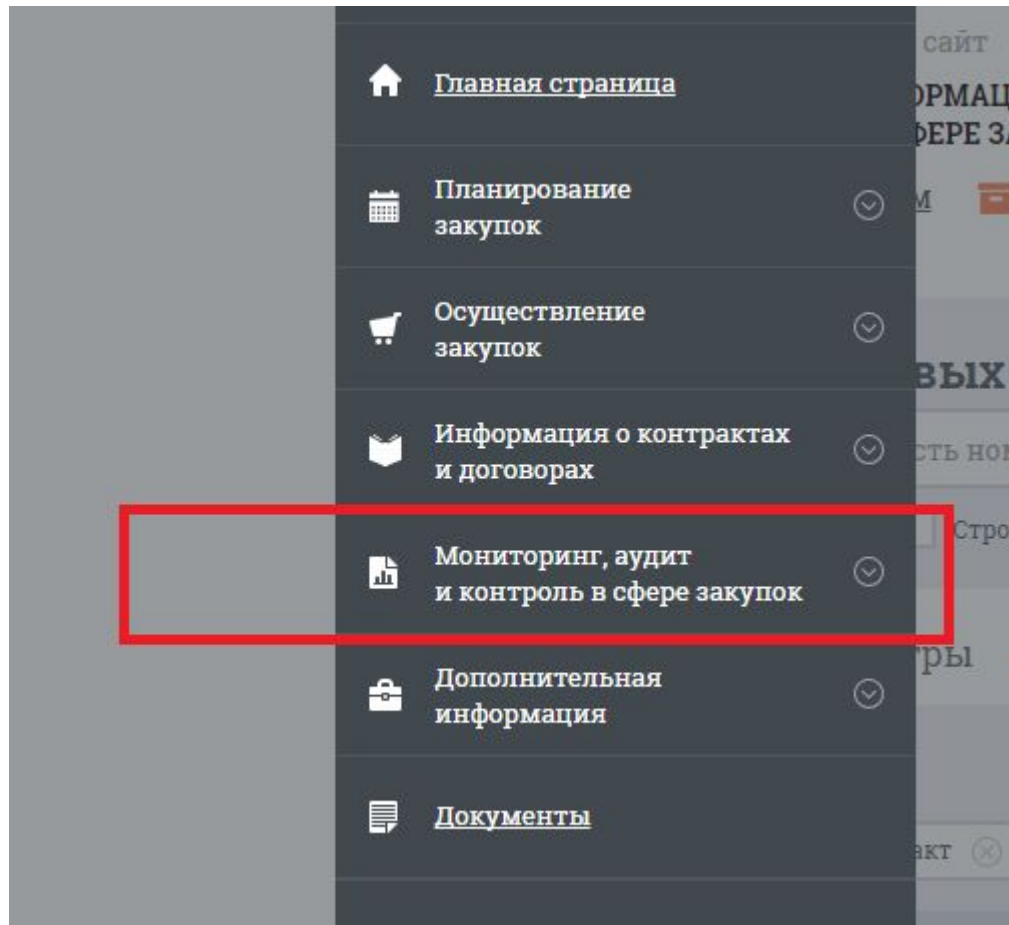 сайт
Главная страница
Планирование
закупок
Осуществление
закупок
вых
Информация о контрактах
и договорах
Мониторинг, аудит
и контроль в сфере закупок
Дополнительная
информация
Документы